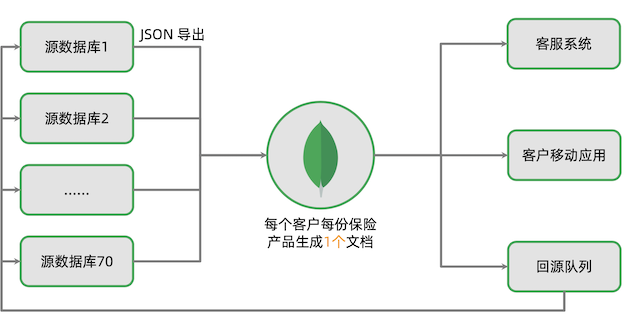 源数据库1
JSON 导出
源数据库2
......
源数据库70
每个客户每份保险
产品生成1个文档
客服系统
客户移动应用
回源队列